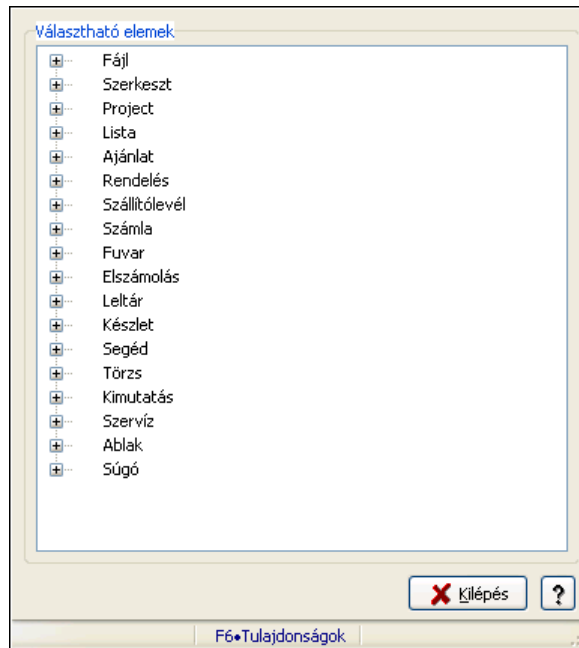 Választható elemek
Fájl
Szerkeszt
Project
Lista
Ajánlat
Rendelés
Szállítólevél
Számla
Fuvar
Elszámolás
Leltár
Készlet
Segéd
Törzs
Kimutatás
Szervíz
Ablak
Súgó
Kilépés ?
F6•Tulajdonságok